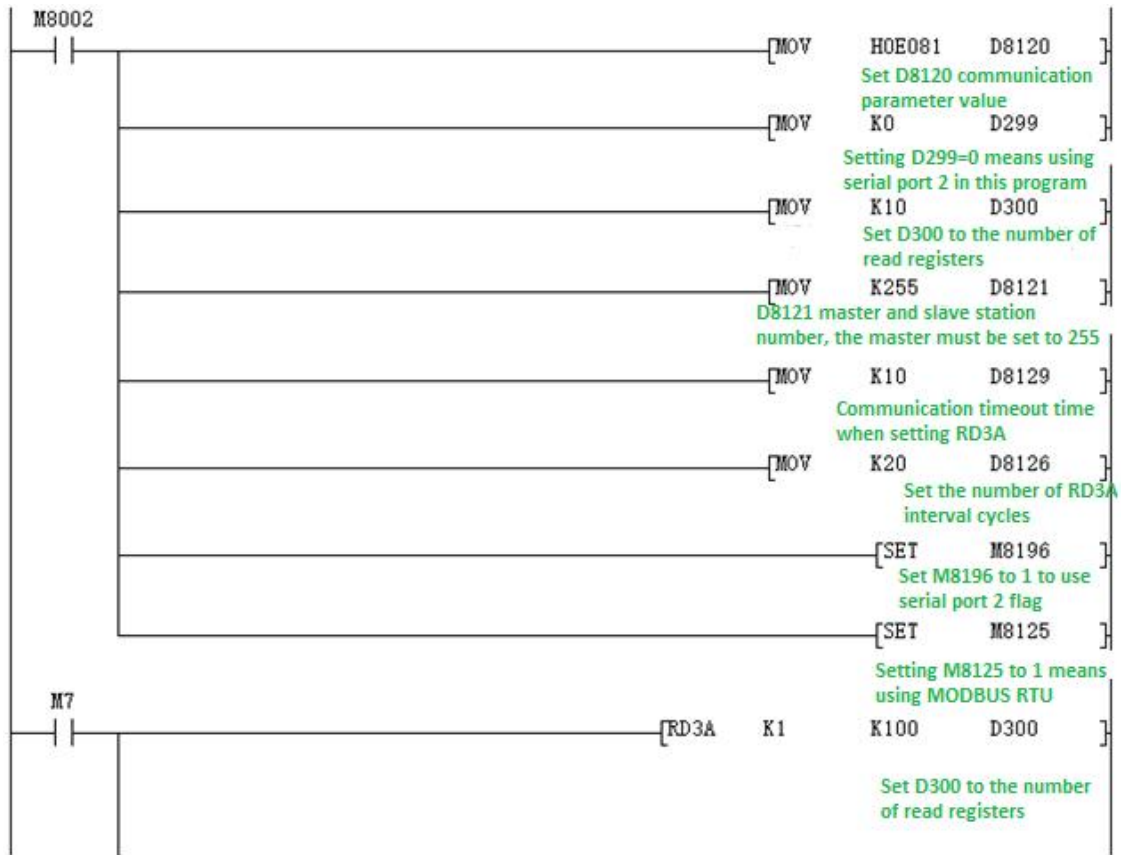 M8002
MOV H0E081 D8120
Set D8120 communication
parameter value
MOV K0 D299
Setting D299=0 means using
serial port 2 in this program
MOV K10 D300
Set D300 to the number of
read registers
MOV K255 D8121
D8121 master and slave station
number, the master must be set to 255
MOV K10 D8129
Communication timeout time
when setting RD3A
MOV K20 D8126
Set the number of RD3A
interval cycles
SET M8196
Set M8196 to 1 to use
serial port 2 flag
SET M8125
Setting M8125 to 1 means
using MODBUS RTU
M7
RD3A K1 K100 D300
Set D300 to the number
of read registers